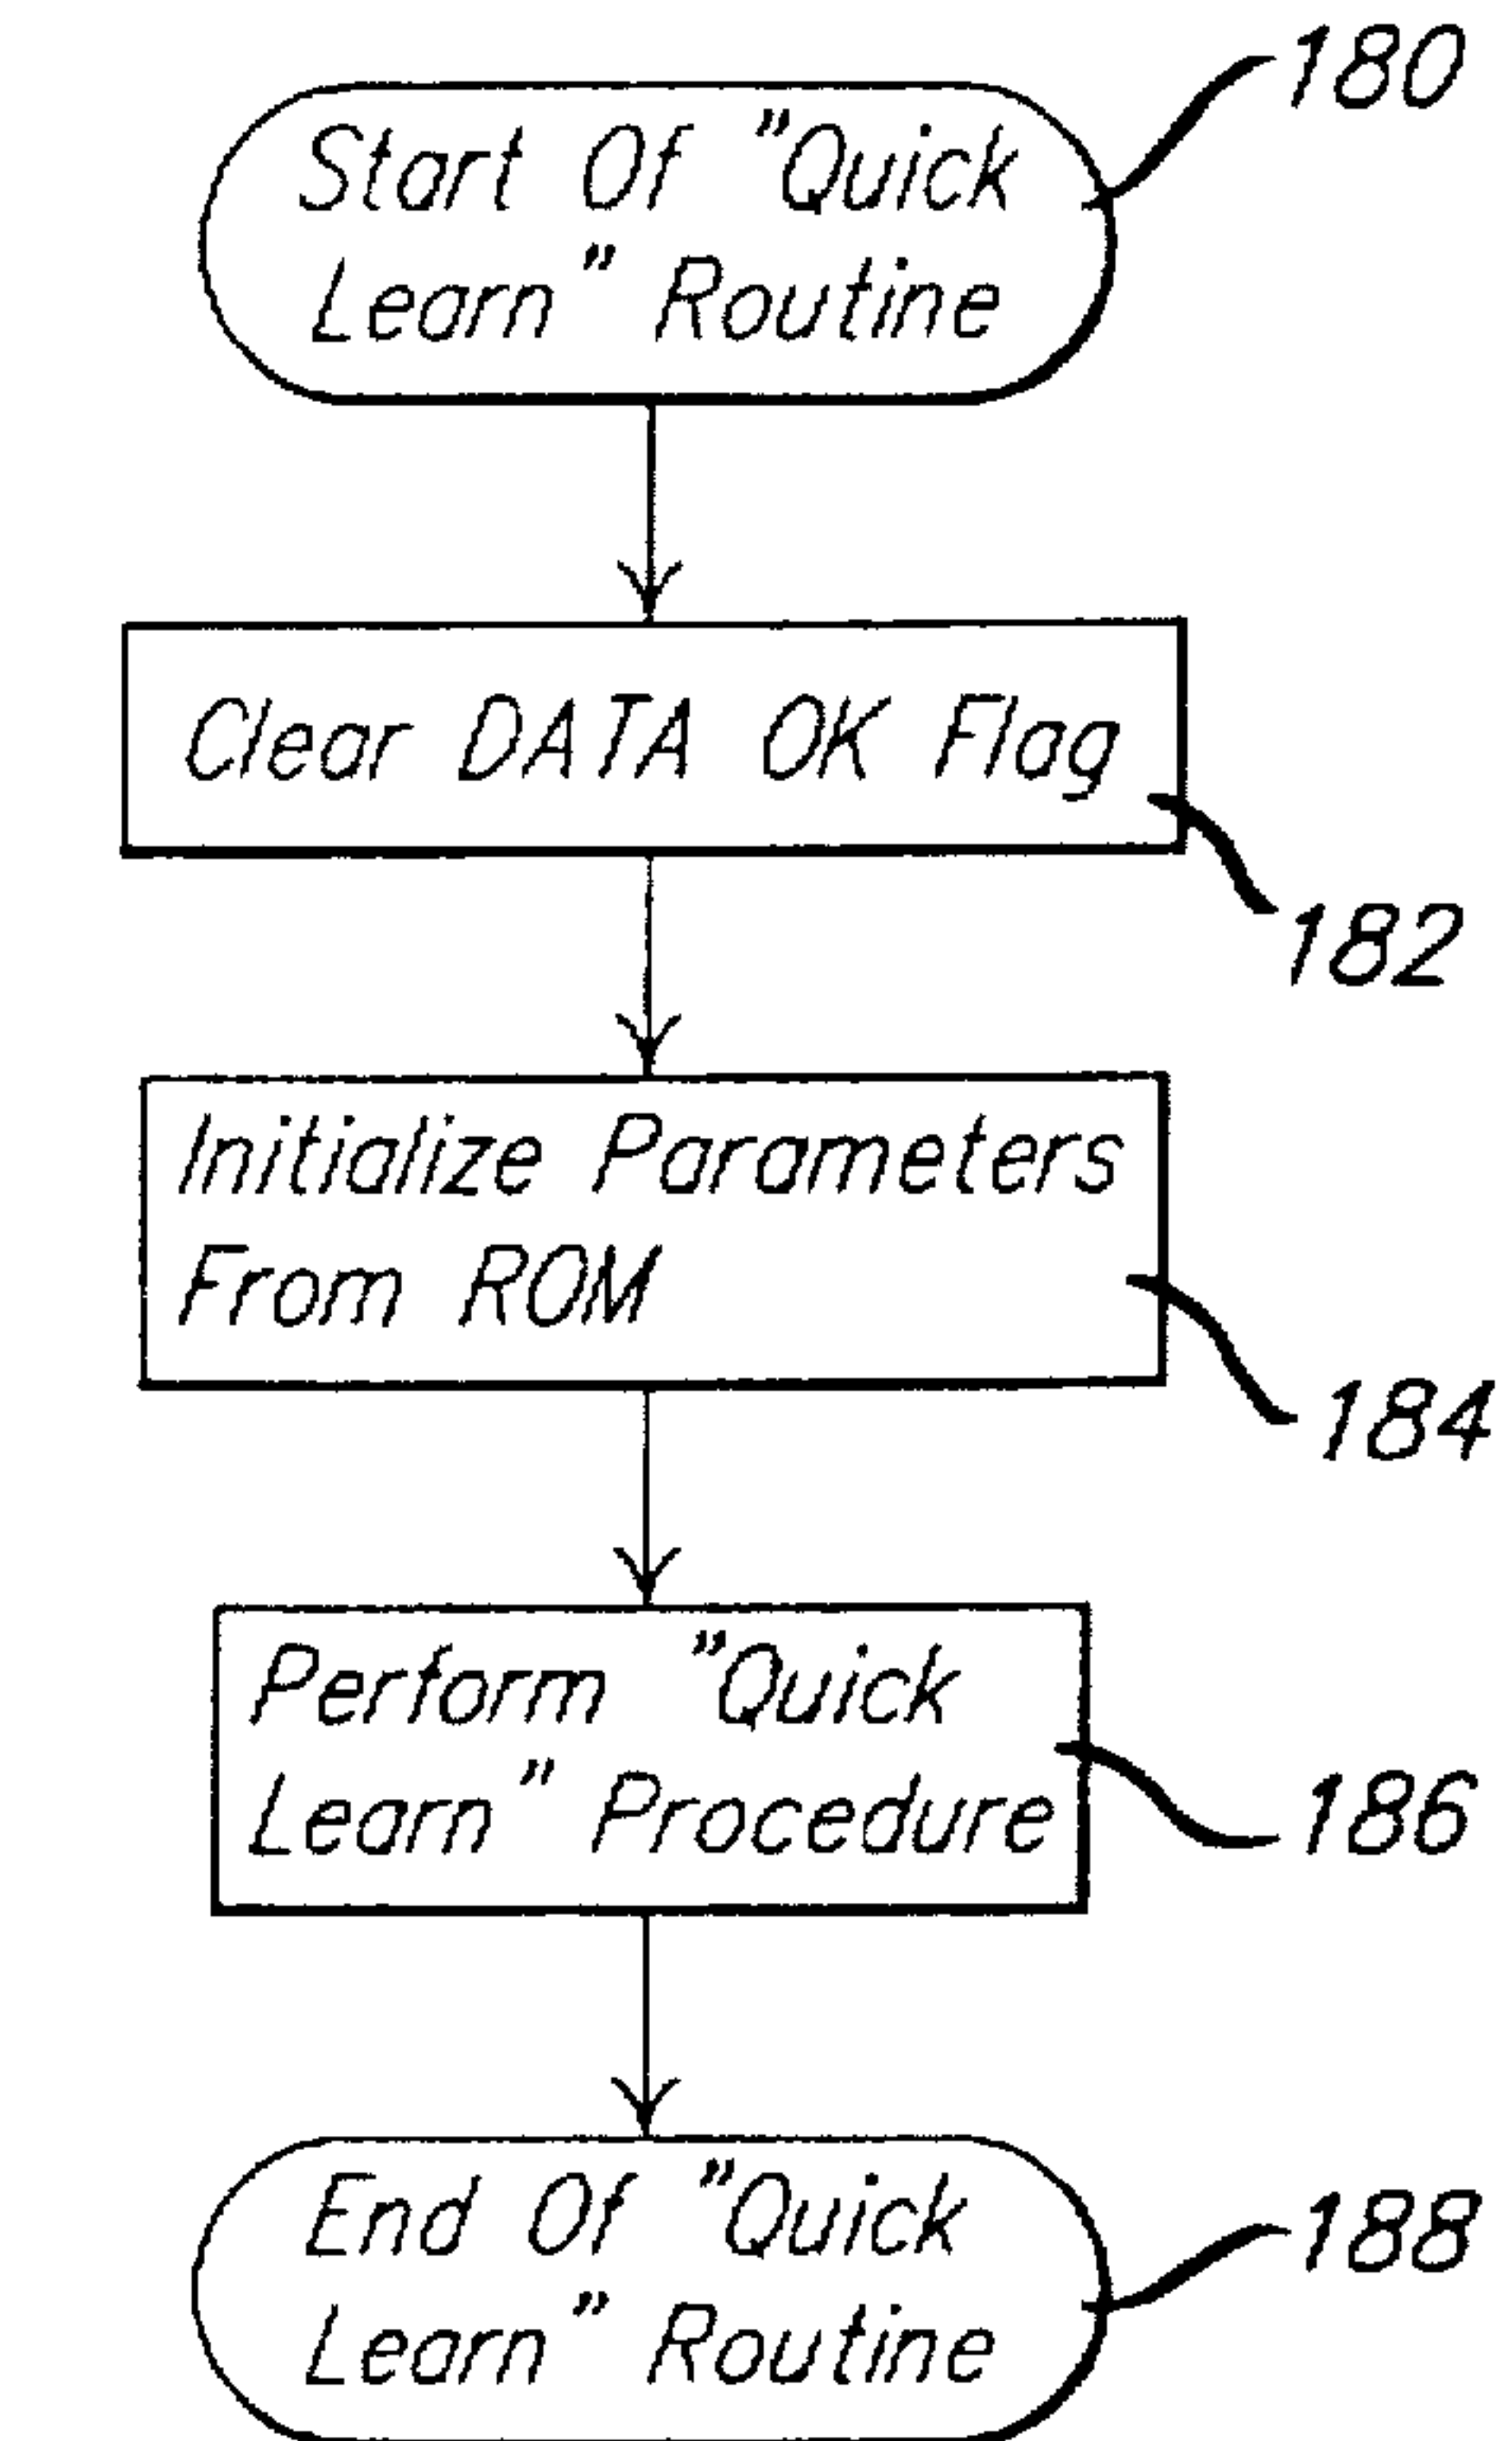 180
Start Of "Quick
Learn" Routine
Clear DATA OK Flag
182
Initialize Parameters
From ROM
184
Perform "Quick
Learn" Procedure
186
End Of "Quick
Learn" Routine
188